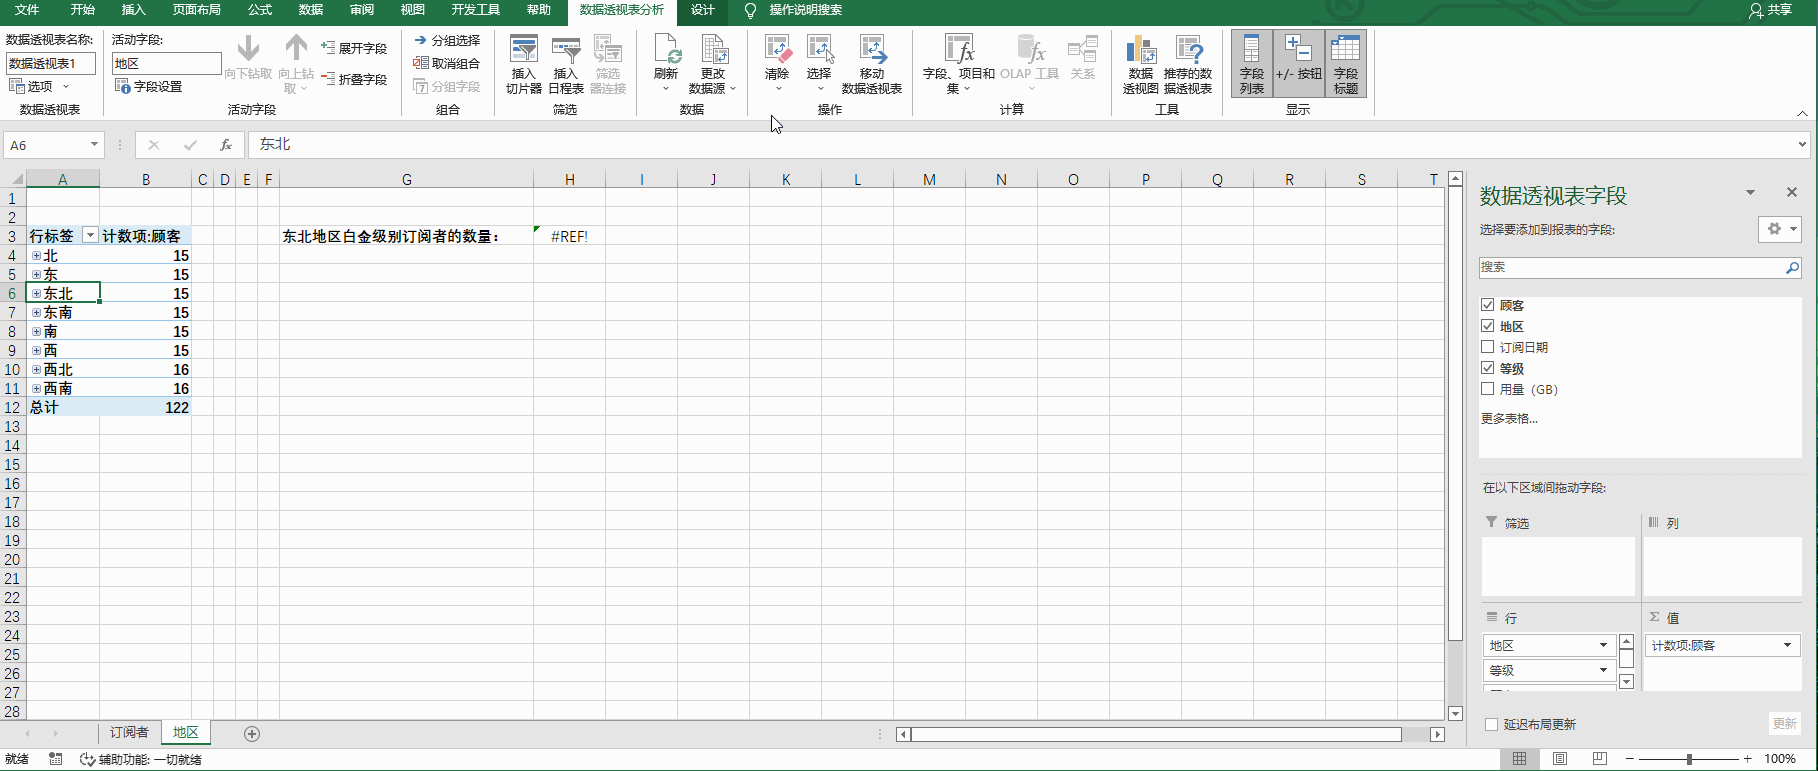 文件 开始 插入 页面布局 公式 数据 审阅 视图 开发工具 帮助 数据透视表分析 设计 操作说明搜索 共享
数据透视表名称:
数据透视表1
选项
数据透视表
活动字段:
地区
字段设置
向下钻取
向上钻取
展开字段
折叠字段
活动字段
分组选择
取消组合
分组字段
组合
插入切片器
插入日程表
筛选器连接
筛选
刷新
更改数据源
数据
清除
选择
移动数据透视表
操作
字段、项目和集
OLAP 工具
关系
计算
数据透视图
推荐的数据透视表
工具
字段列表
+/- 按钮
字段标题
显示
A6
fx
东北
A B C D E F G H I J K L M N O P Q R S T
1
2
3 行标签 计数项:顾客 东北地区白金级别订阅者的数量： #REF!
4 北 15
5 东 15
6 东北 15
7 东南 15
8 南 15
9 西 15
10 西北 16
11 西南 16
12 总计 122
13
14
15
16
17
18
19
20
21
22
23
24
25
26
27
28
数据透视表字段
选择要添加到报表的字段:
搜索
顾客
地区
订阅日期
等级
用量（GB）
更多表格...
在以下区域间拖动字段:
筛选
列
行
Σ 值
地区
等级
计数项:顾客
延迟布局更新
更新
订阅者 地区
就绪
辅助功能: 一切就绪
100%